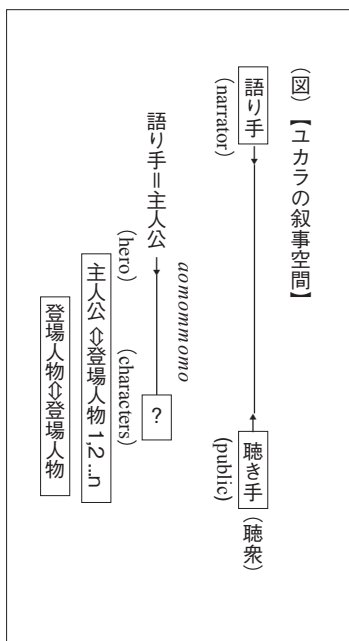 (図)【ユカラの叙事空間】
語り手 聴き手(聴衆)
(narrator) (public)
aomommomo
語り手=主人公 ?
(hero) (characters)
主人公⇔登場人物 1,2 ...n
登場人物⇔登場人物